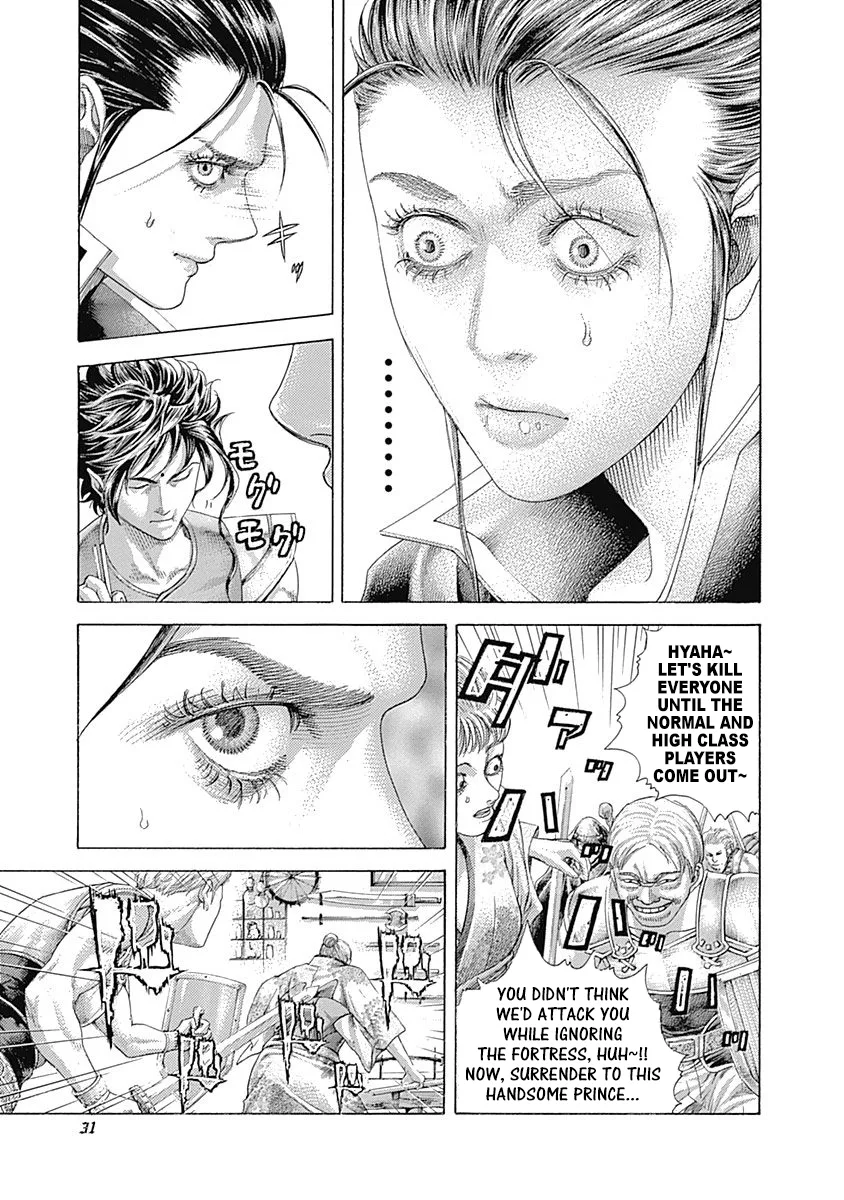 ・・・・・・・・
ギッ
モグ
モグ
HYAHA~
LET'S KILL
EVERYONE
UNTIL THE
NORMAL AND
HIGH CLASS
PLAYERS
COME OUT~
YOU DIDN'T THINK
WE'D ATTACK YOU
WHILE IGNORING
THE FORTRESS, HUH~!!
NOW, SURRENDER TO THIS
HANDSOME PRINCE...
31